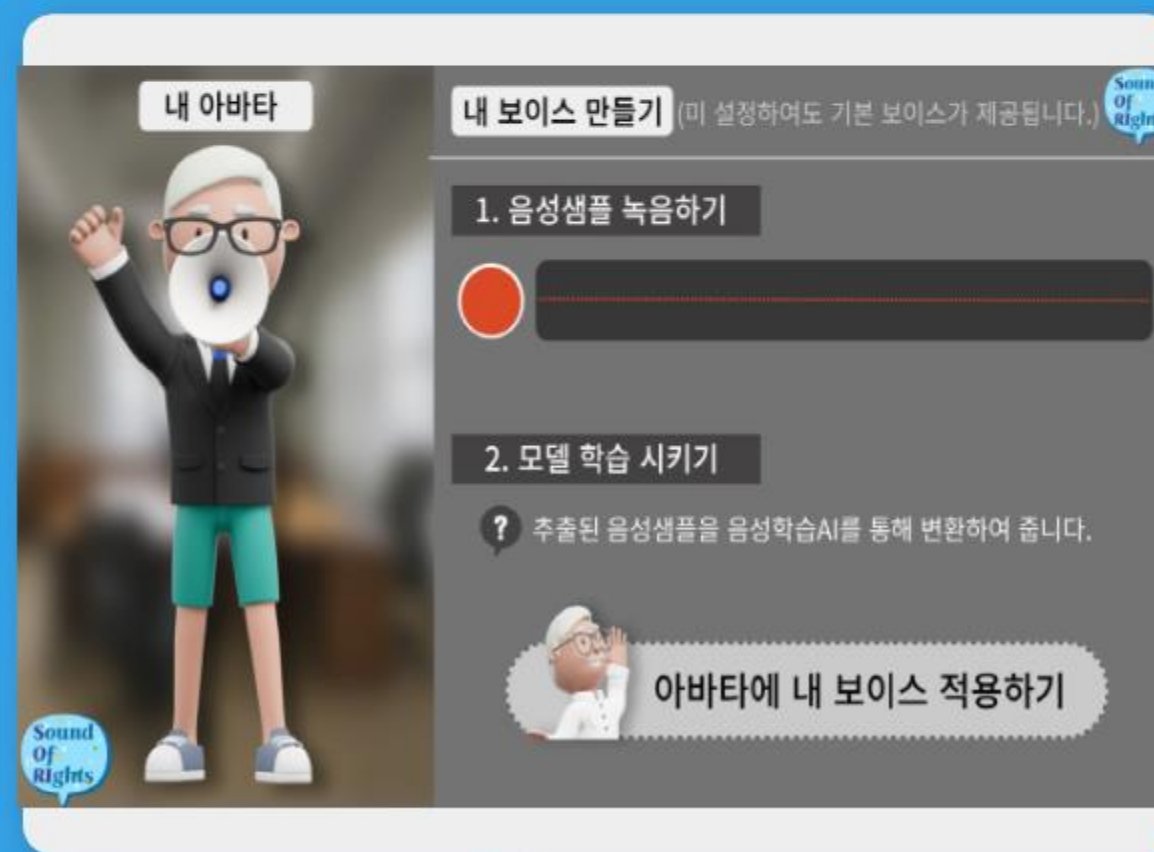 내 아바타
Sound
Of
RIghts
내 보이스 만들기 (미 설정하여도 기본 보이스가 제공됩니다.)
1. 음성샘플 녹음하기
2. 모델 학습 시키기
? 추출된 음성샘플을 음성학습AI를 통해 변환하여 줍니다.
아바타에 내 보이스 적용하기